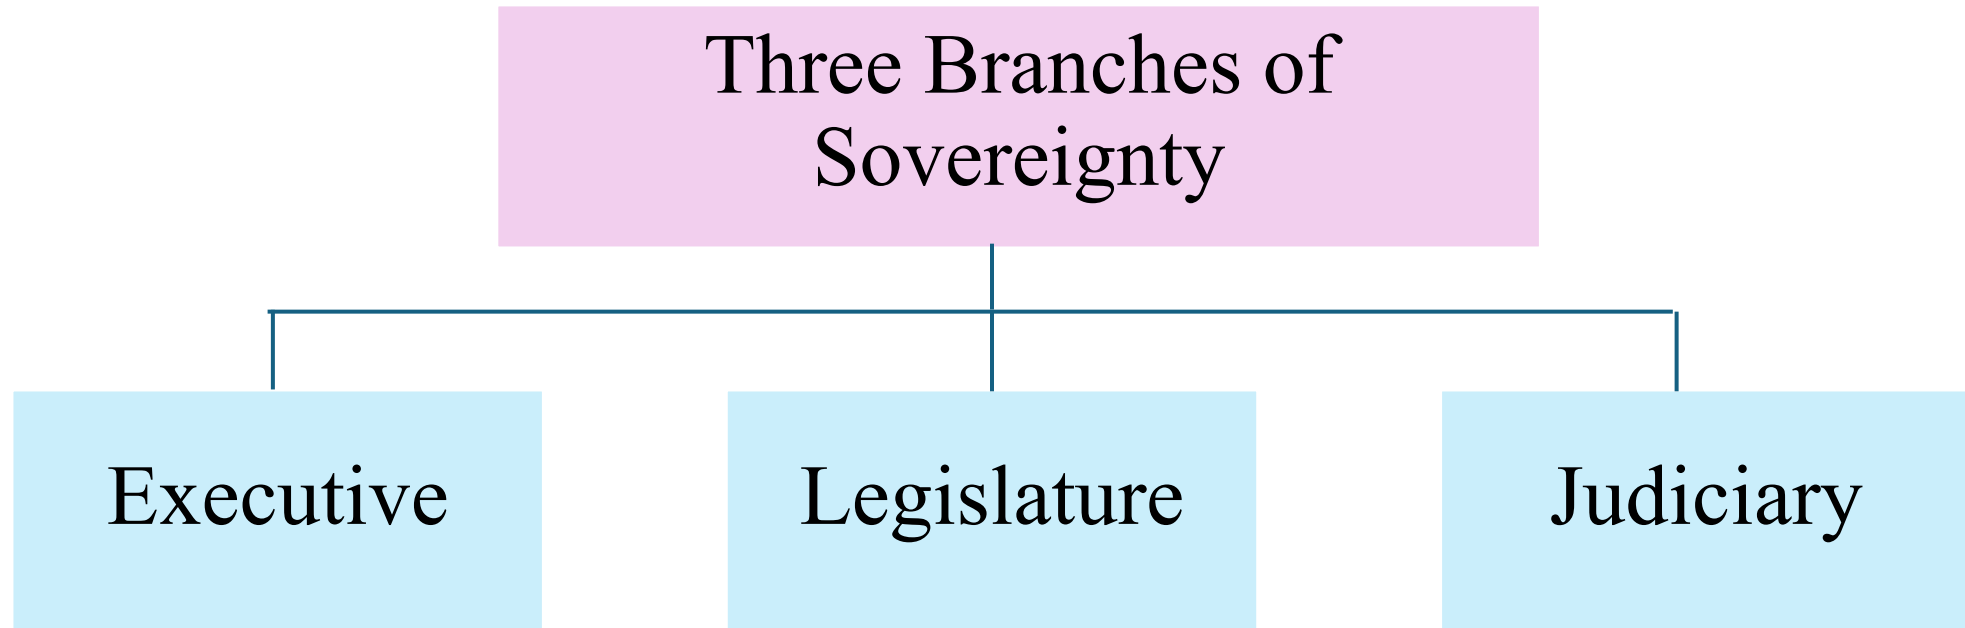 Three Branches of
Sovereignty
Executive
Legislature
Judiciary